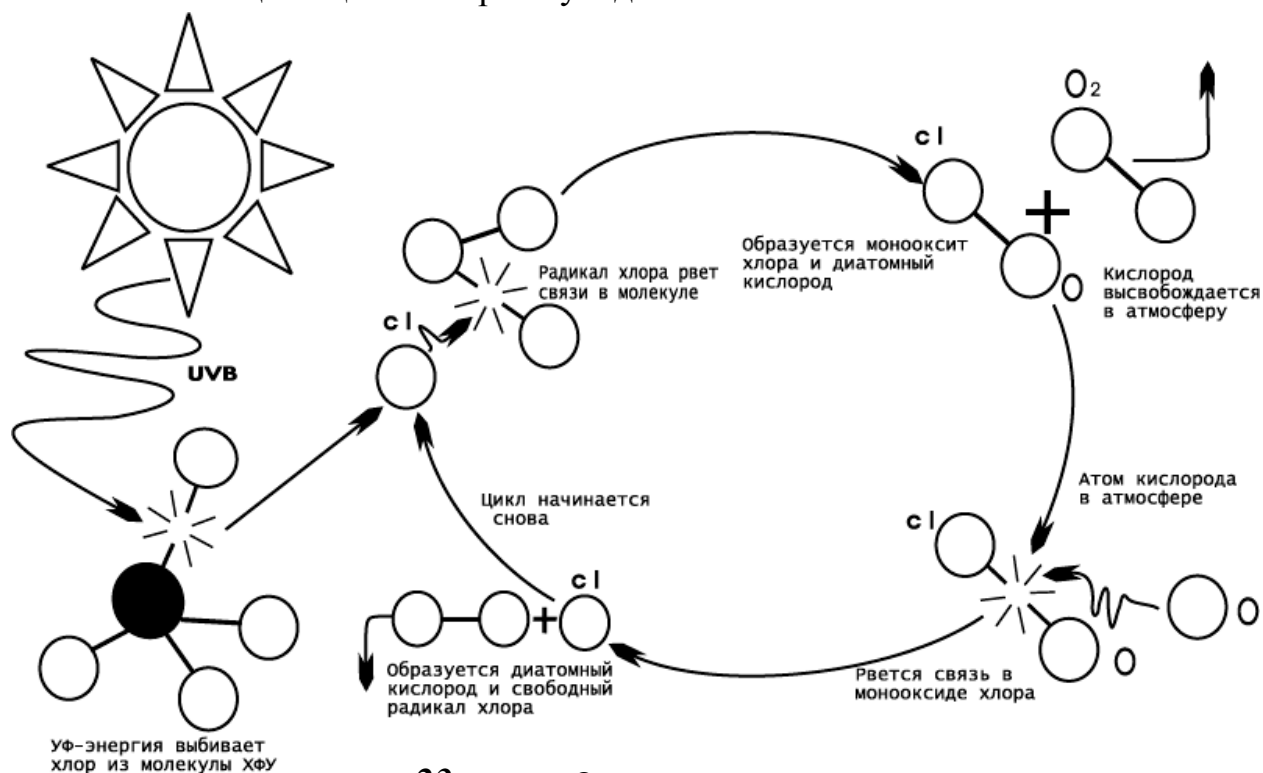 O2
cl
Образуется монооксит
хлора и диатомный
кислород
O
Кислород
высвобождается
в атмосферу
Радикал хлора рвет
связи в молекуле
cl
UVB
Атом кислорода
в атмосфере
Цикл начинается
снова
cl
O
O
Рвется связь в
монооксиде хлора
cl
Образуется диатомный
кислород и свободный
радикал хлора
УФ-энергия выбивает
хлор из молекулы ХФУ